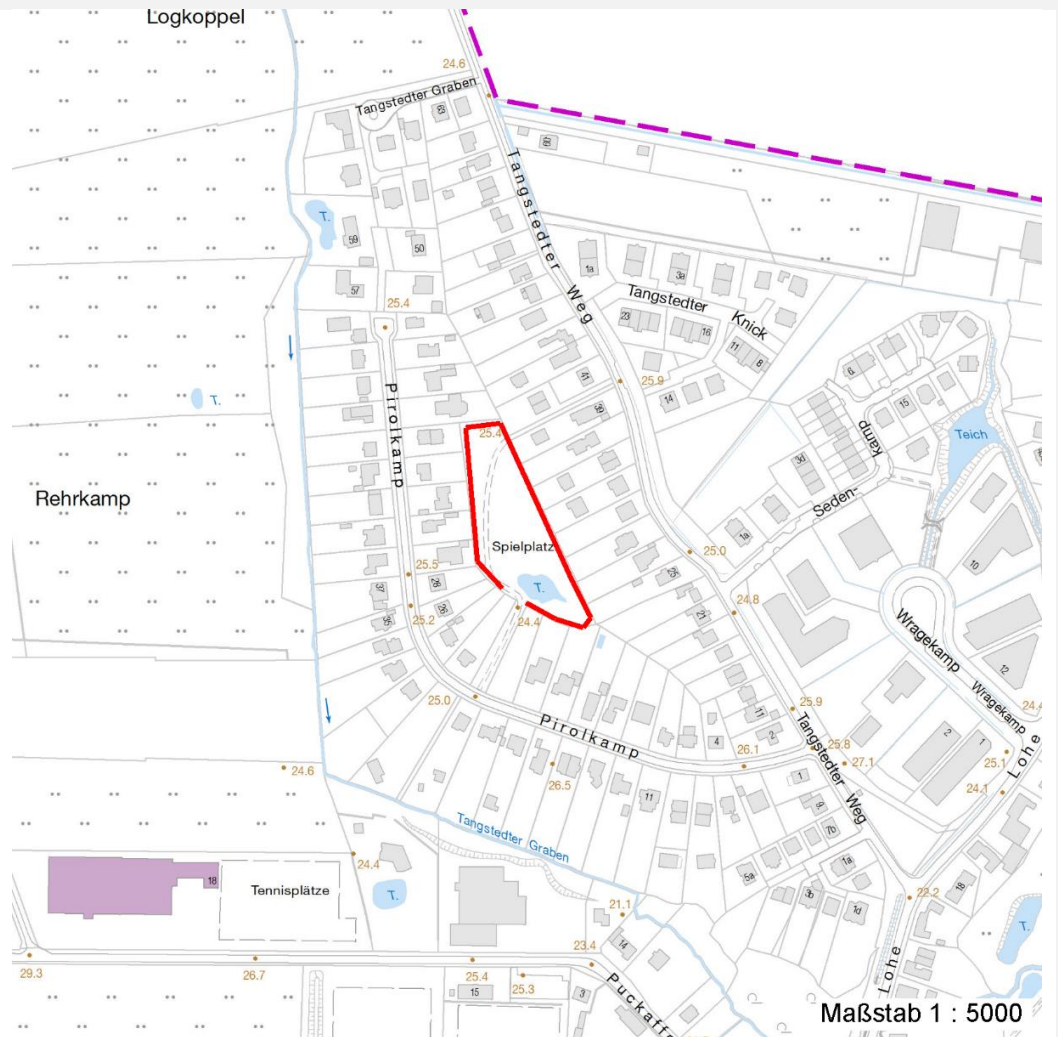 Logkoppel
24.6
Tangstedter Graben
63
Tangstedter Weg
T.
59
50
57
25.4
1a
3a
Tangstedter
Knick
23
16
11
8
41
25.9
14
39
6
15
Teich
Pirolkamp
25.4
3d
Seden-
kamp
T.
Rehrkamp
1a
Spielplatz
25.0
10
25.5
28
37
T.
25
24.8
26
25.2
35
24.4
21
Wragekamp
12
Wragekamp
25.0
25.9
24.4
11
2
Pirolkamp
4
26.1
25.8
27.1
2
1
25.1
Lohe
24.6
26.5
1
24.1
Tangstedter Weg
11
9
7b
Tangstedter Graben
24.4
5a
1a
18
Tennisplätze
T.
3b
1d
22.2
18
21.1
T.
14
23.4
29.3
26.7
25.4
25.3
15
3
Puckaffe
Lohe
Maßstab 1 : 5000